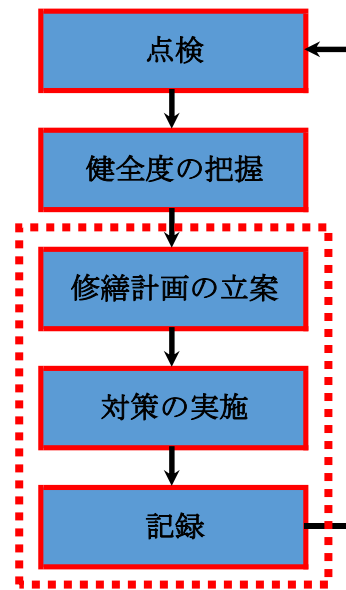 点検
健全度の把握
修繕計画の立案
対策の実施
記録